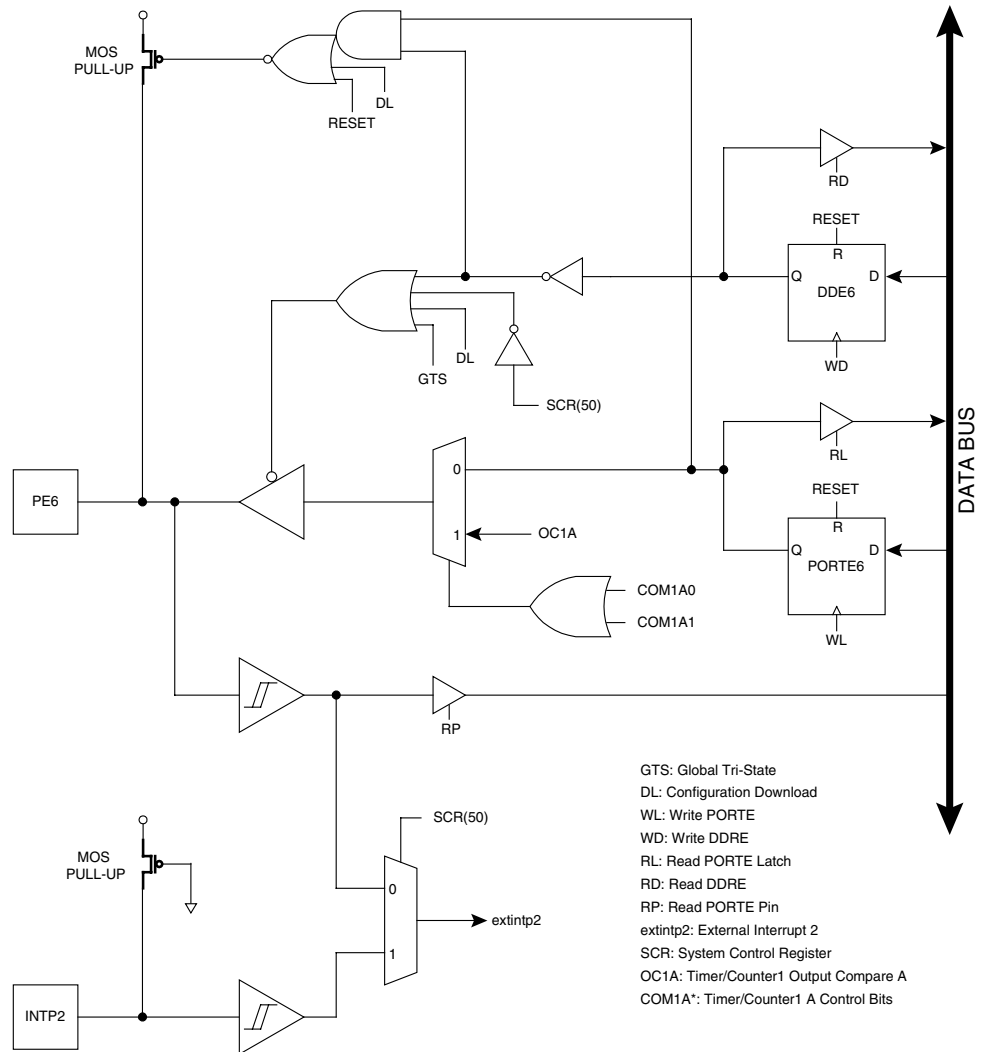 MOS
PULL-UP
DL
RESET
RD
RESET
R
Q
D
DDE6
WD
DL
GTS
SCR(50)
RL
DATA BUS
PE6
0
1
OC1A
RESET
R
Q
D
PORTE6
WL
COM1A0
COM1A1
RP
SCR(50)
MOS
PULL-UP
0
1
extintp2
INTP2
GTS: Global Tri-State
DL: Configuration Download
WL: Write PORTE
WD: Write DDRE
RL: Read PORTE Latch
RD: Read DDRE
RP: Read PORTE Pin
extintp2: External Interrupt 2
SCR: System Control Register
OC1A: Timer/Counter1 Output Compare A
COM1A*: Timer/Counter1 A Control Bits